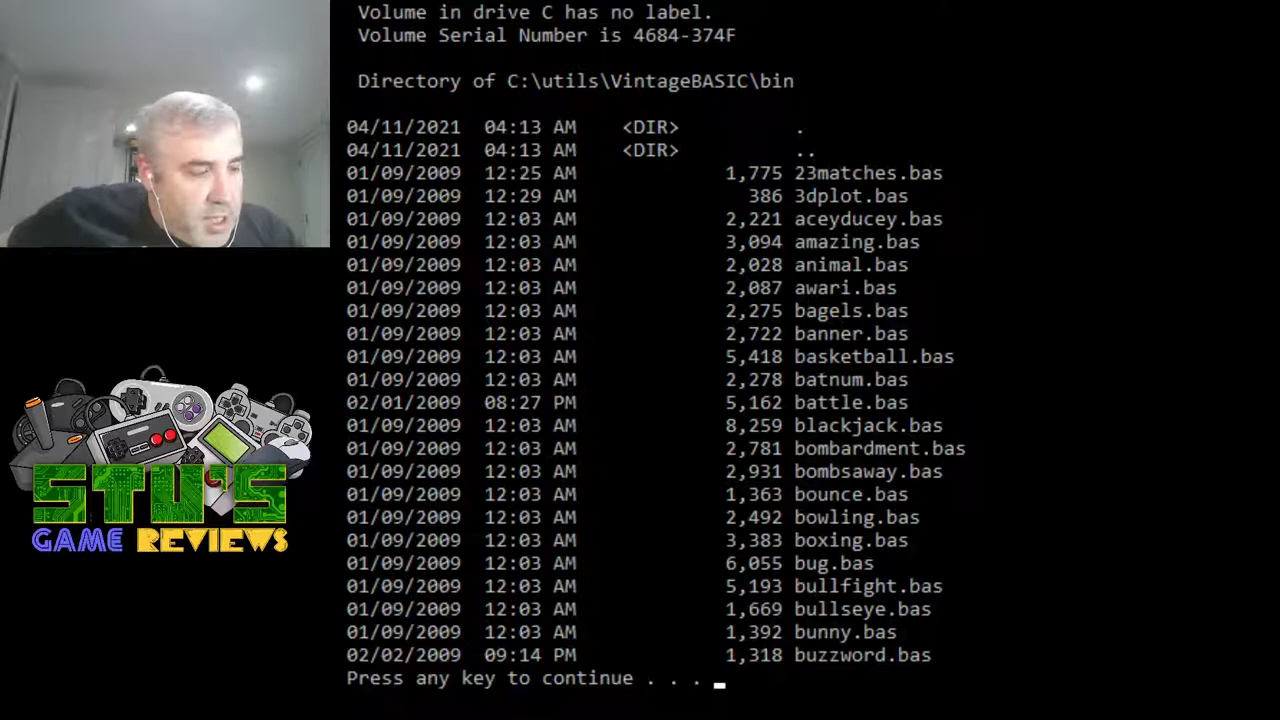 Volume in drive C has no label.
Volume Serial Number is 4684-374F
Directory of C:\utils\VintageBASIC\bin
04/11/2021 04:13 AM <DIR> .
04/11/2021 04:13 AM <DIR> ..
01/09/2009 12:25 AM 1,775 23matches.bas
01/09/2009 12:29 AM 386 3dplot.bas
01/09/2009 12:03 AM 2,221 aceyducey.bas
01/09/2009 12:03 AM 3,094 amazing.bas
01/09/2009 12:03 AM 2,028 animal.bas
01/09/2009 12:03 AM 2,087 awari.bas
01/09/2009 12:03 AM 2,275 bagels.bas
01/09/2009 12:03 AM 2,722 banner.bas
01/09/2009 12:03 AM 5,418 basketball.bas
01/09/2009 12:03 AM 2,278 batnum.bas
02/01/2009 08:27 PM 5,162 battle.bas
01/09/2009 12:03 AM 8,259 blackjack.bas
01/09/2009 12:03 AM 2,781 bombardment.bas
01/09/2009 12:03 AM 2,931 bombsaway.bas
01/09/2009 12:03 AM 1,363 bounce.bas
01/09/2009 12:03 AM 2,492 bowling.bas
01/09/2009 12:03 AM 3,383 boxing.bas
01/09/2009 12:03 AM 6,055 bug.bas
01/09/2009 12:03 AM 5,193 bullfight.bas
01/09/2009 12:03 AM 1,669 bullseye.bas
01/09/2009 12:03 AM 1,392 bunny.bas
02/02/2009 09:14 PM 1,318 buzzword.bas
Press any key to continue . . .
STU'S
GAME REVIEWS